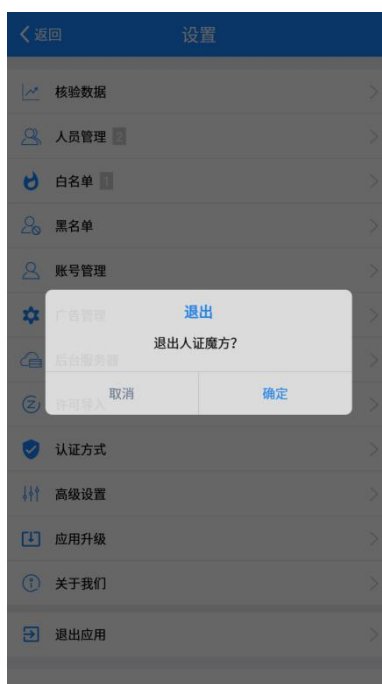 返回
设置
核验数据
人员管理 2
白名单 1
黑名单
账号管理
广告管理
退出
退出人证魔方?
后台服务器
取消
确定
许可导入
认证方式
高级设置
应用升级
关于我们
退出应用